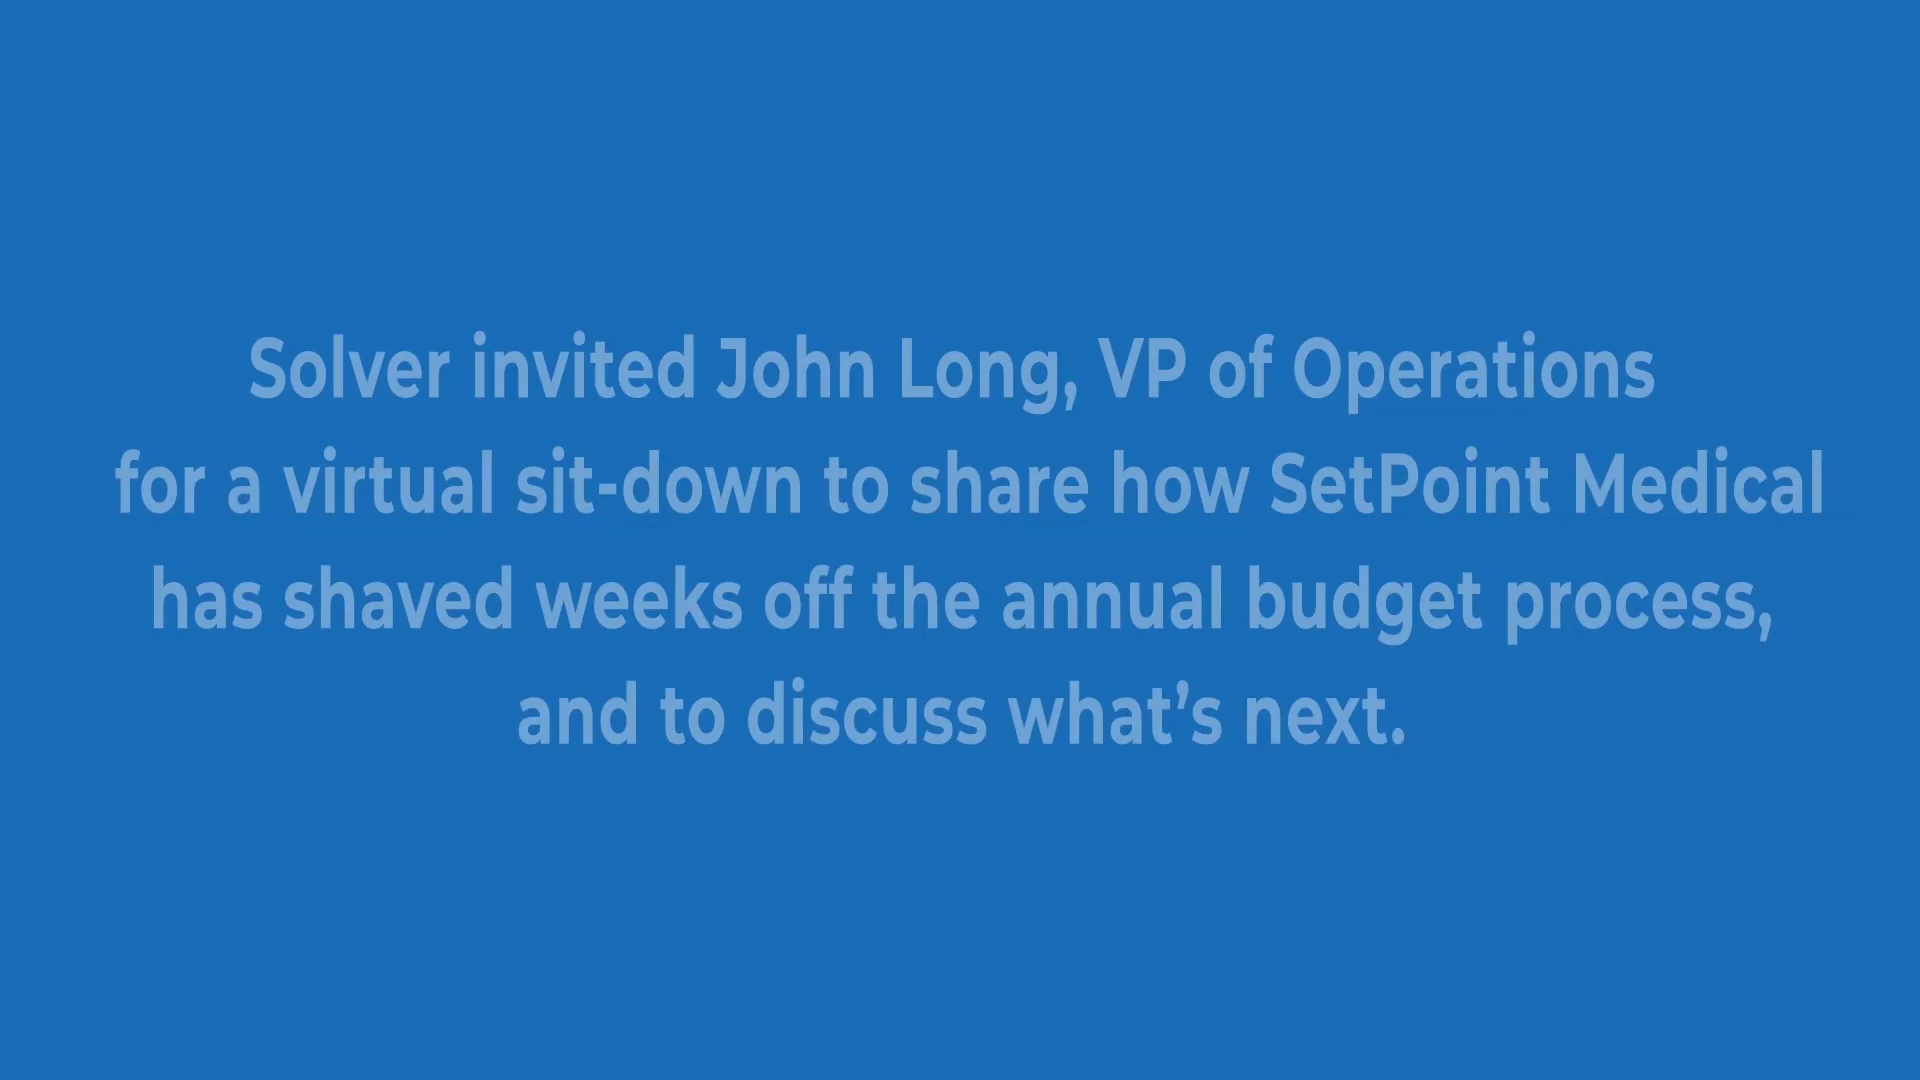 Solver invited John Long, VP of Operations
for a virtual sit-down to share how SetPoint Medical
has shaved weeks off the annual budget process,
and to discuss what’s next.